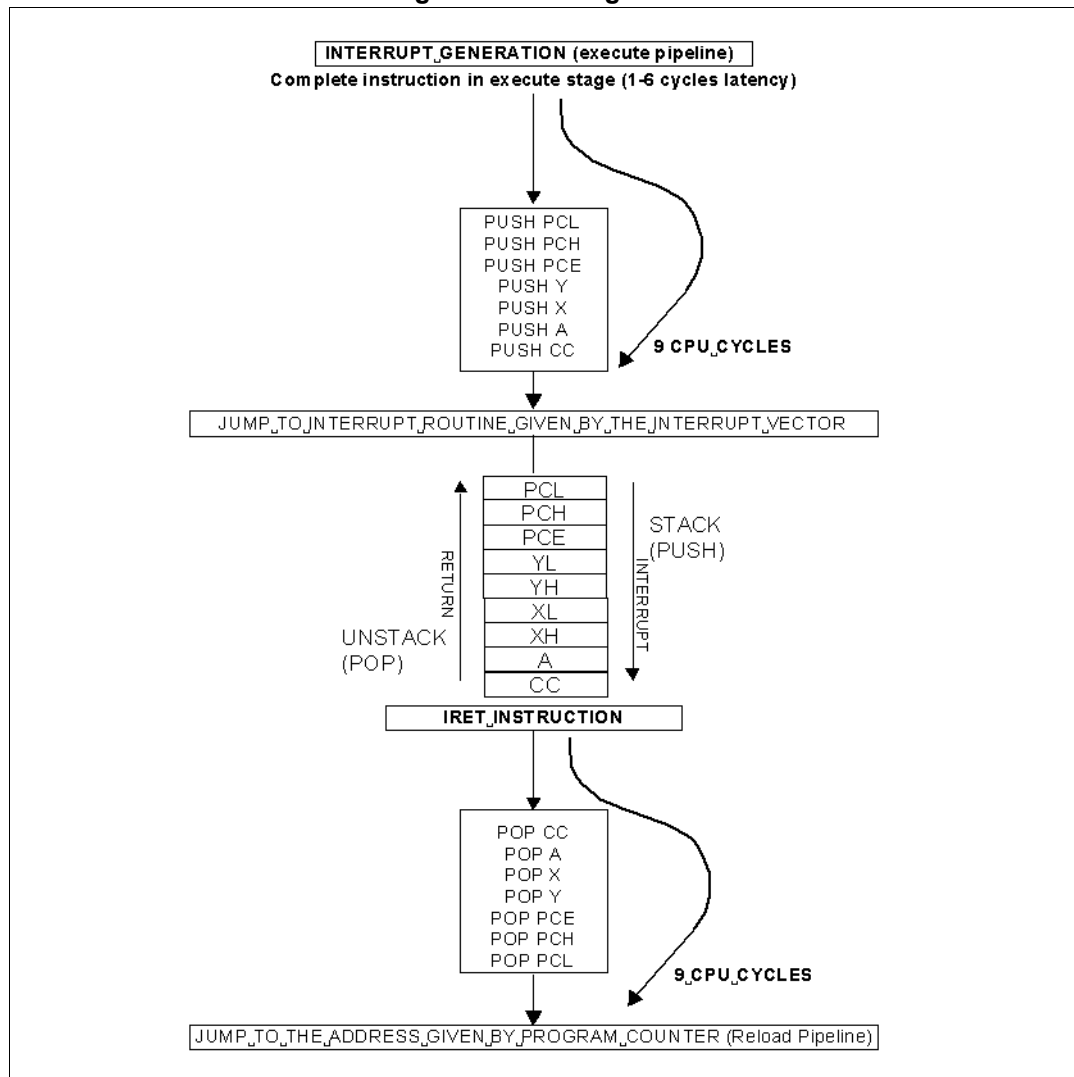 INTERRUPT␣GENERATION (execute pipeline)
Complete instruction in execute stage (1-6 cycles latency)
PUSH PCL
PUSH PCH
PUSH PCE
PUSH Y
PUSH X
PUSH A
PUSH CC
9 CPU␣CYCLES
JUMP␣TO␣INTERRUPT␣ROUTINE␣GIVEN␣BY␣THE␣INTERRUPT␣VECTOR
PCL
PCH
PCE
YL
YH
XL
XH
A
CC
RETURN
UNSTACK
(POP)
INTERRUPT
STACK
(PUSH)
IRET␣INSTRUCTION
POP CC
POP A
POP X
POP Y
POP PCE
POP PCH
POP PCL
9␣CPU␣CYCLES
JUMP␣TO␣THE␣ADDRESS␣GIVEN␣BY␣PROGRAM␣COUNTER (Reload Pipeline)